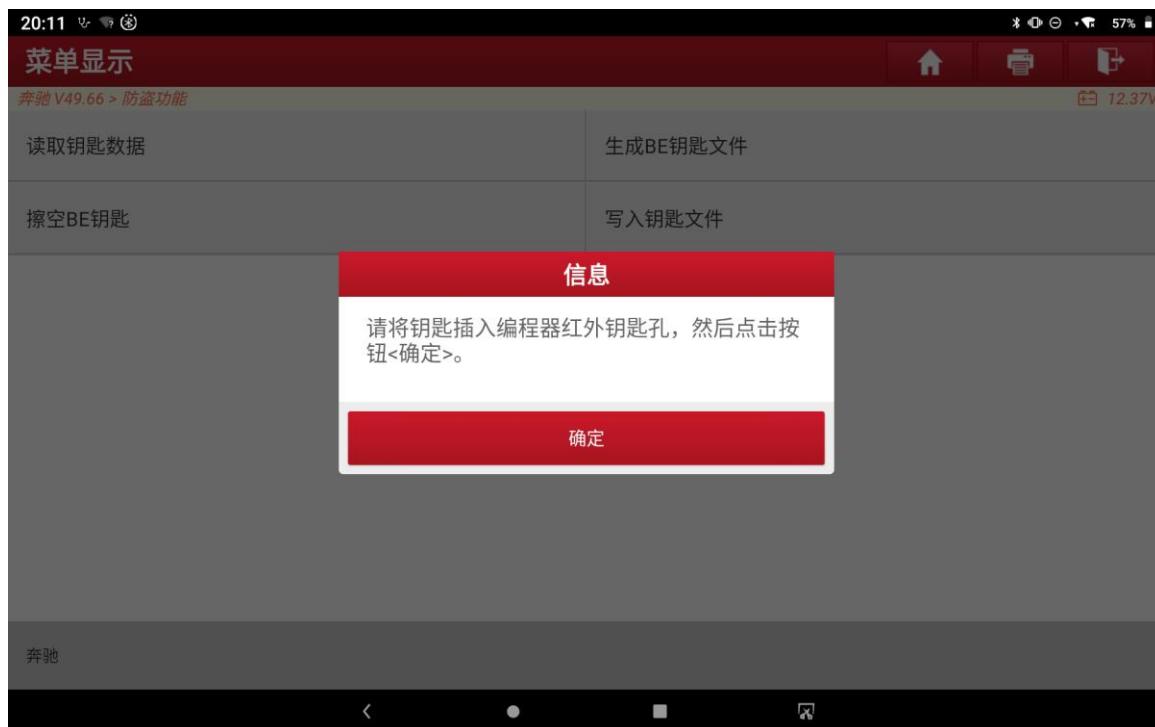 20:11
57%
菜单显示
奔驰 V49.66 > 防盗功能
12.37V
读取钥匙数据
生成BE钥匙文件
擦空BE钥匙
写入钥匙文件
信息
请将钥匙插入编程器红外钥匙孔，然后点击按
钮<确定>。
确定
奔驰